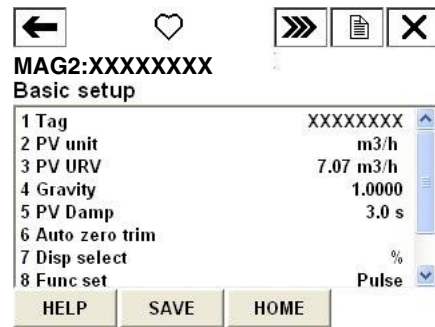 MAG2:XXXXXXXX
Basic setup
1 Tag XXXXXXXX
2 PV unit m3/h
3 PV URV 7.07 m3/h
4 Gravity 1.0000
5 PV Damp 3.0 s
6 Auto zero trim
7 Disp select %
8 Func set Pulse
HELP SAVE HOME